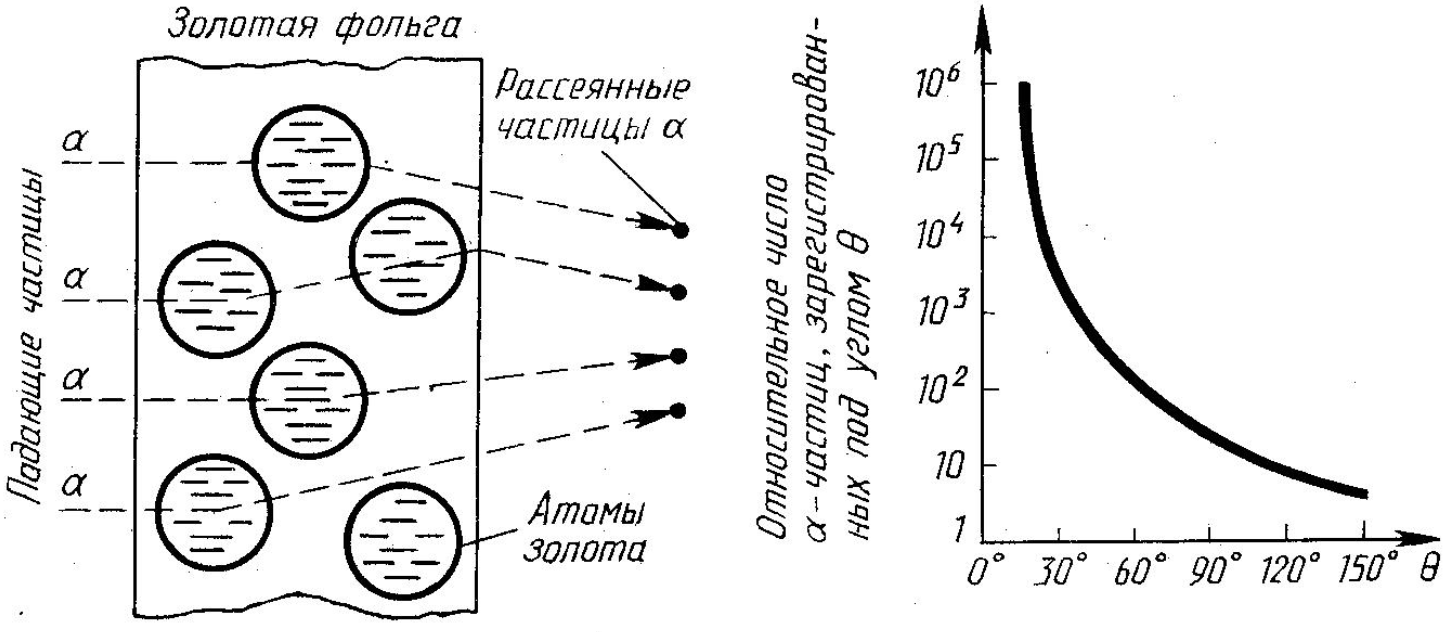 Золотая фольга
Рассеянные
частицы α
Падающие частицы
α
α
α
α
Атомы
золота
Относительное число
α-частиц, зарегистрирован-
ных под углом θ
10⁶
10⁵
10⁴
10³
10²
10
1
0° 30° 60° 90° 120° 150° θ